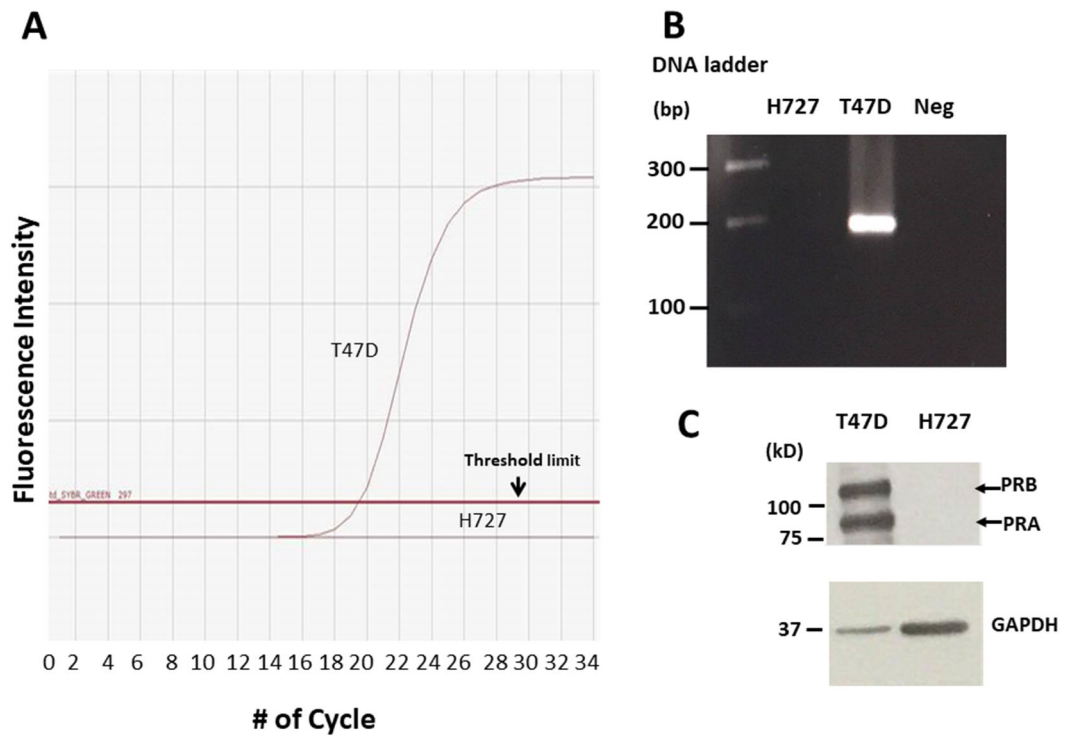 A
Fluorescence Intensity
T47D
Threshold limit
td_SYBR_GREEN 297
H727
0 2 4 6 8 10 12 14 16 18 20 22 24 26 28 30 32 34
# of Cycle
B
DNA ladder
(bp) H727 T47D Neg
300
200
100
C
T47D H727
(kD)
PRB
100
PRA
75
37
GAPDH